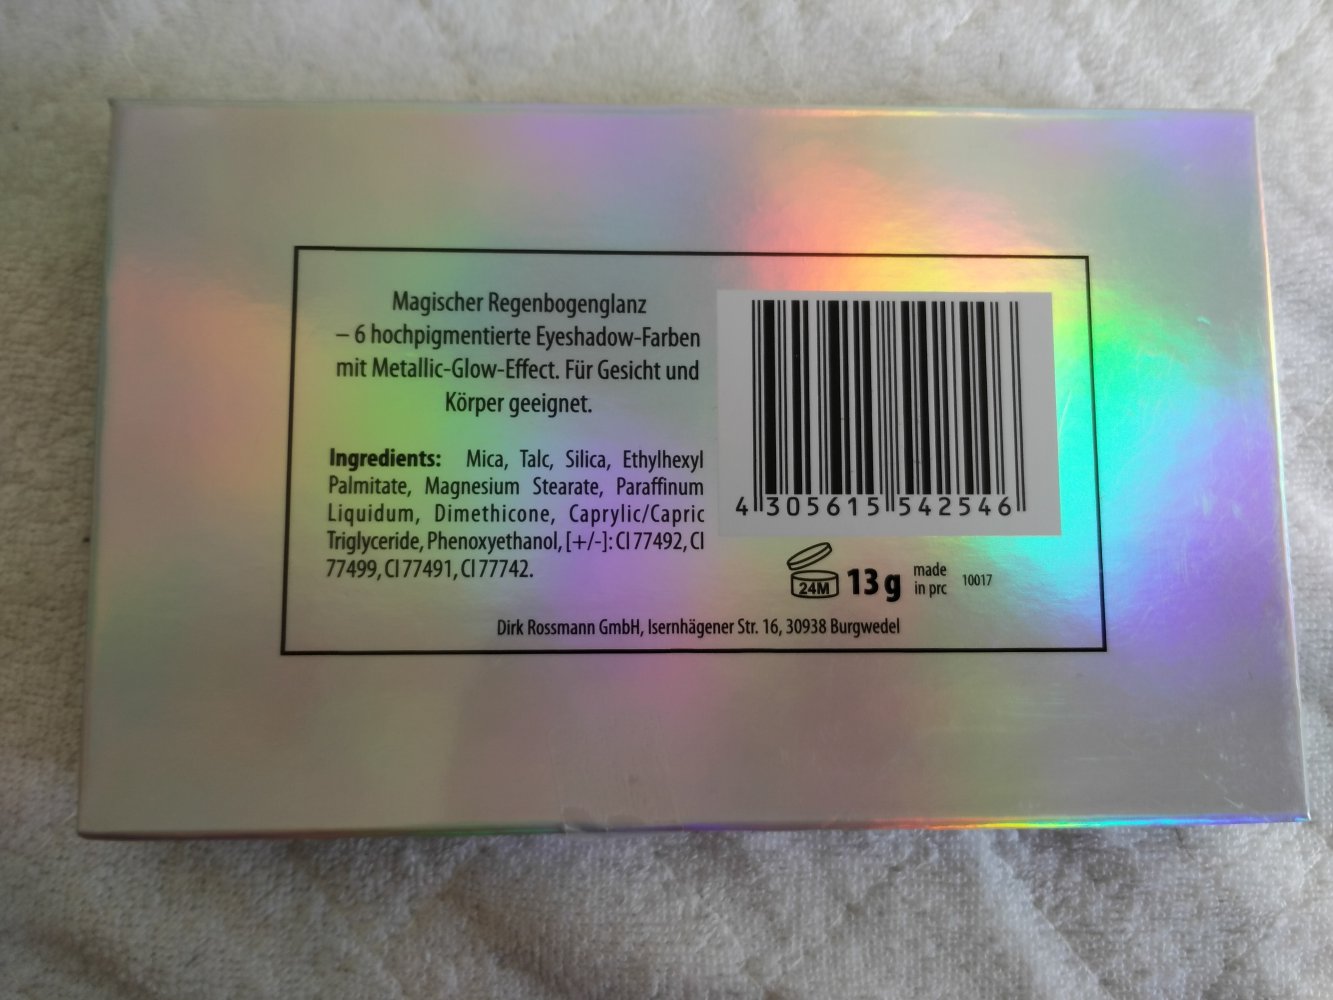 Magischer Regenbogenglanz
– 6 hochpigmentierte Eyeshadow-Farben
mit Metallic-Glow-Effect. Für Gesicht und
Körper geeignet.
Ingredients: Mica, Talc, Silica, Ethylhexyl
Palmitate, Magnesium Stearate, Paraffinum
Liquidum, Dimethicone, Caprylic/Capric
Triglyceride, Phenoxyethanol, [+/-]: CI 77492, CI
77499, CI 77491, CI 77742.
4 305615 542546
24M 13 g made
in prc 10017
Dirk Rossmann GmbH, Isernhägener Str. 16, 30938 Burgwedel